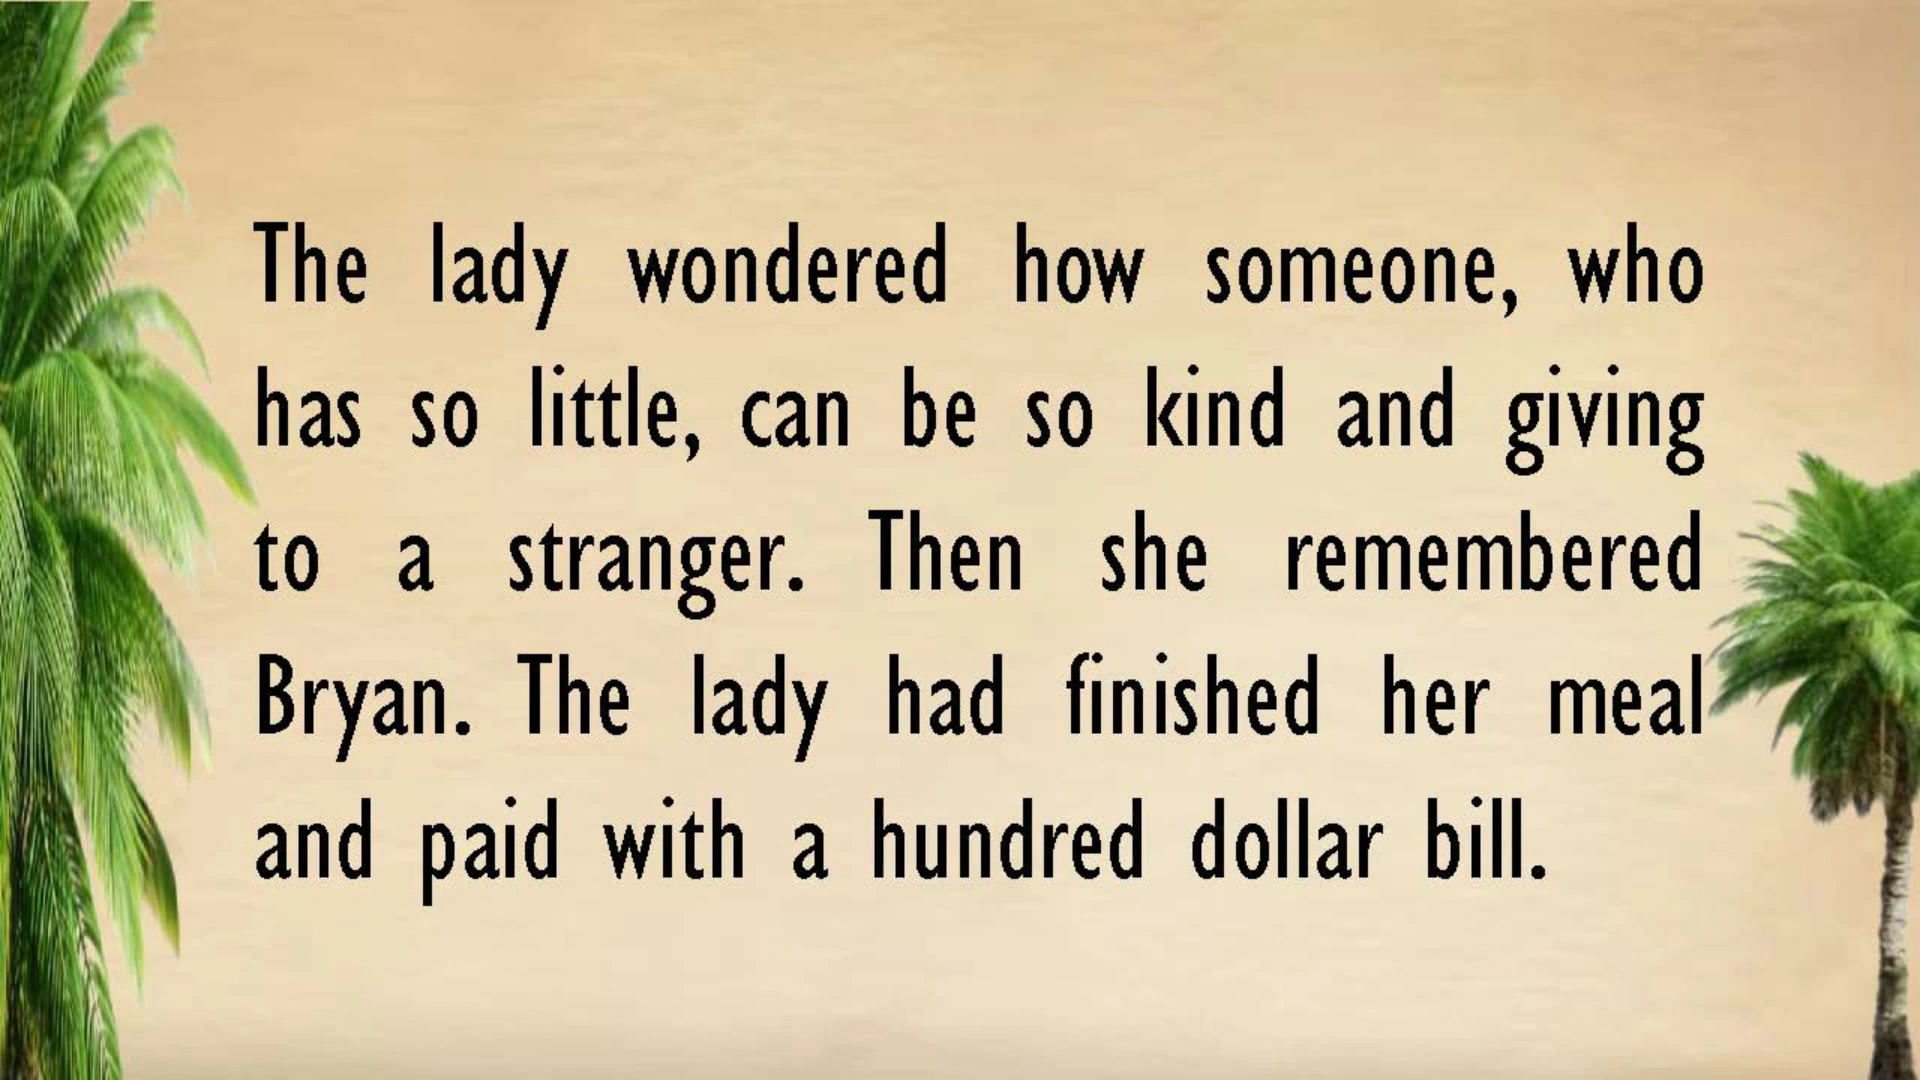 The lady wondered how someone, who
has so little, can be so kind and giving
to a stranger. Then she remembered
Bryan. The lady had finished her meal
and paid with a hundred dollar bill.